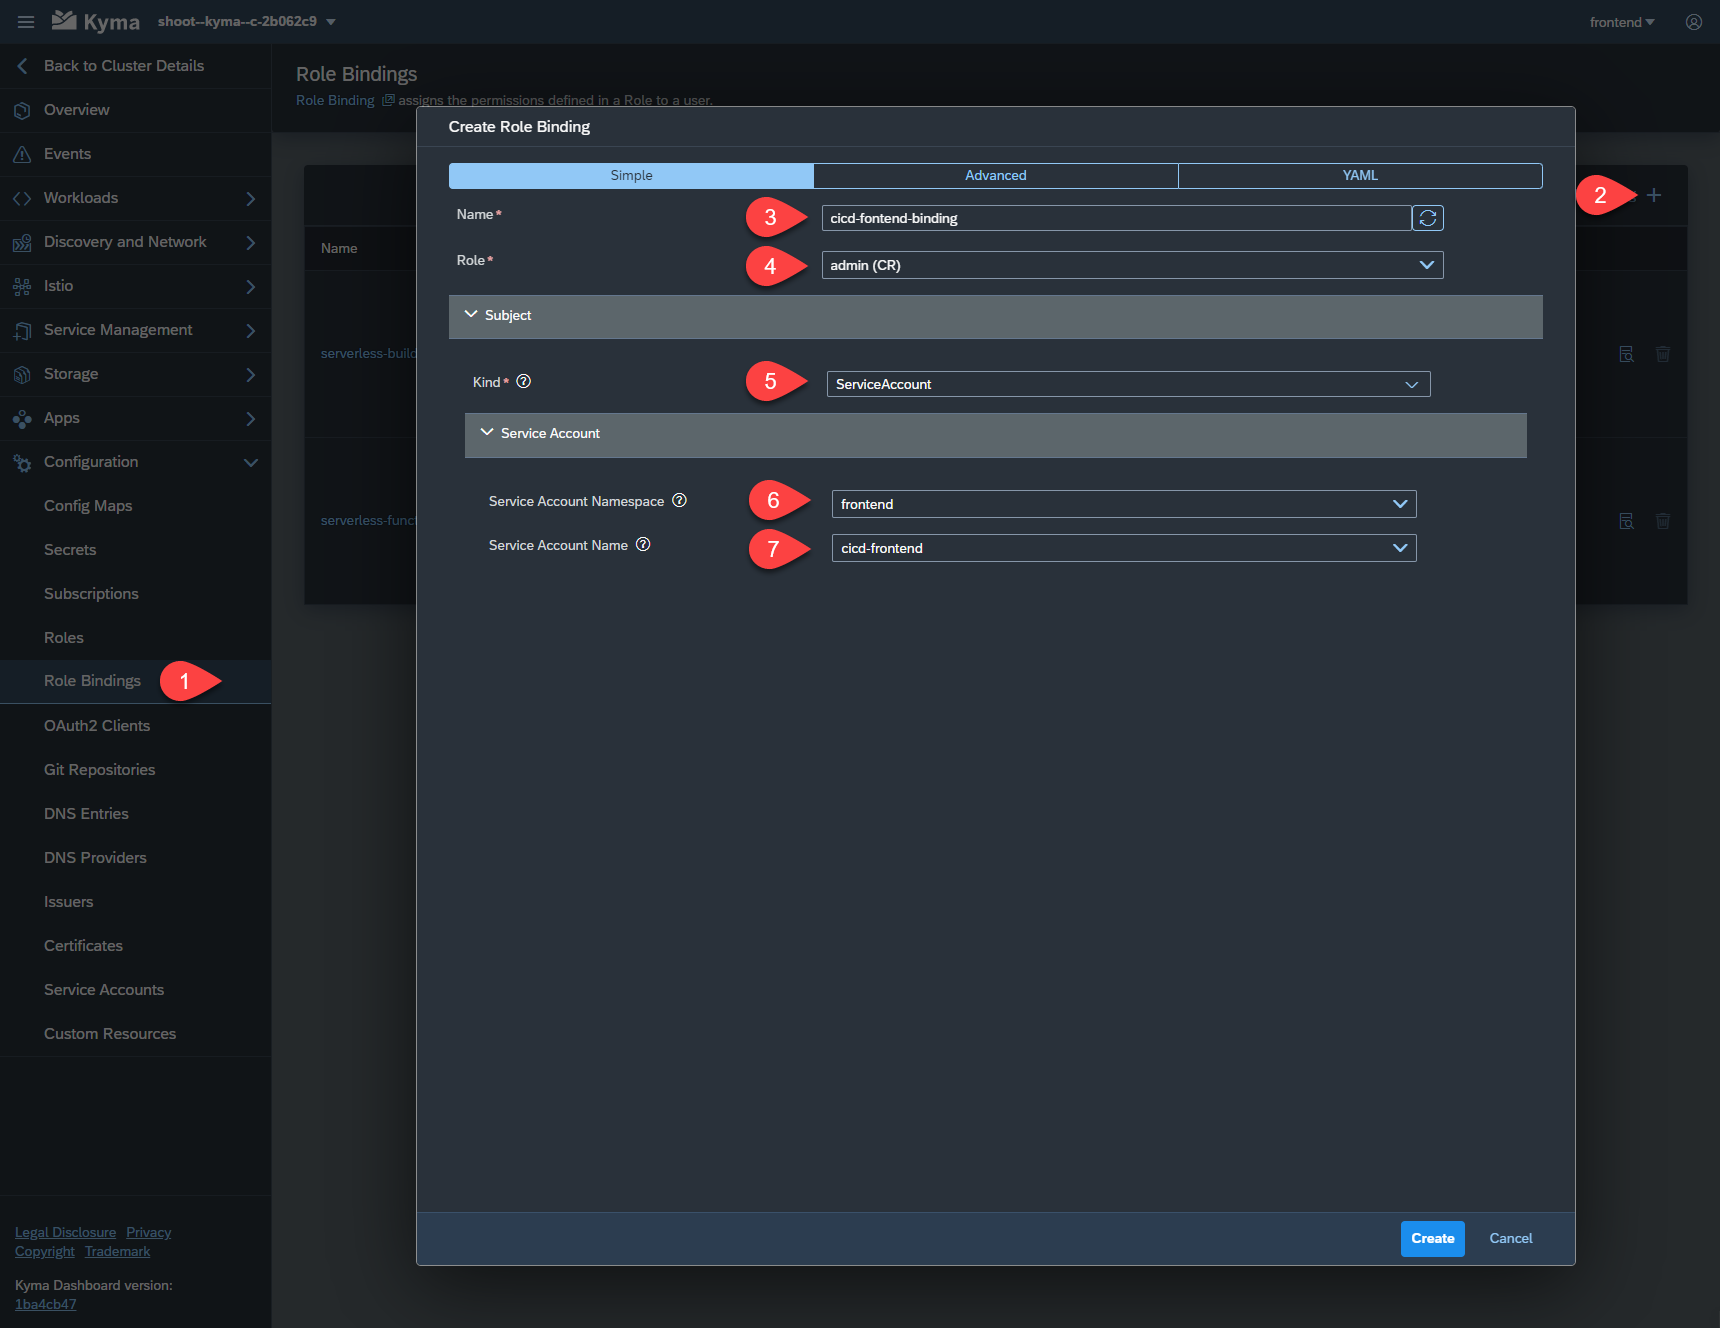 Kyma shoot--kyma--c-2b062c9 frontend
Back to Cluster Details
Overview
Events
Workloads
Discovery and Network
Istio
Service Management
Storage
Apps
Configuration
Config Maps
Secrets
Subscriptions
Roles
Role Bindings 1
OAuth2 Clients
Git Repositories
DNS Entries
DNS Providers
Issuers
Certificates
Service Accounts
Custom Resources
Legal Disclosure Privacy
Copyright Trademark
Kyma Dashboard version:
1ba4cb47
Role Bindings
Role Binding assigns the permissions defined in a Role to a user.
2
Name
serverless-build
serverless-funct
Create Role Binding
Simple Advanced YAML
Name* 3 cicd-fontend-binding
Role* 4 admin (CR)
Subject
Kind* 5 ServiceAccount
Service Account
Service Account Namespace 6 frontend
Service Account Name 7 cicd-frontend
Create Cancel